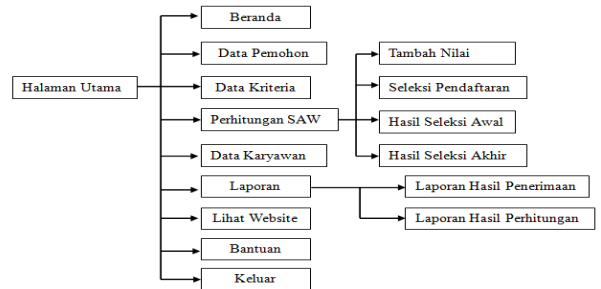 Halaman Utama
Beranda
Data Pemohon
Data Kriteria
Perhitungan SAW
Data Karyawan
Laporan
Lihat Website
Bantuan
Keluar
Tambah Nilai
Seleksi Pendaftaran
Hasil Seleksi Awal
Hasil Seleksi Akhir
Laporan Hasil Penerimaan
Laporan Hasil Perhitungan